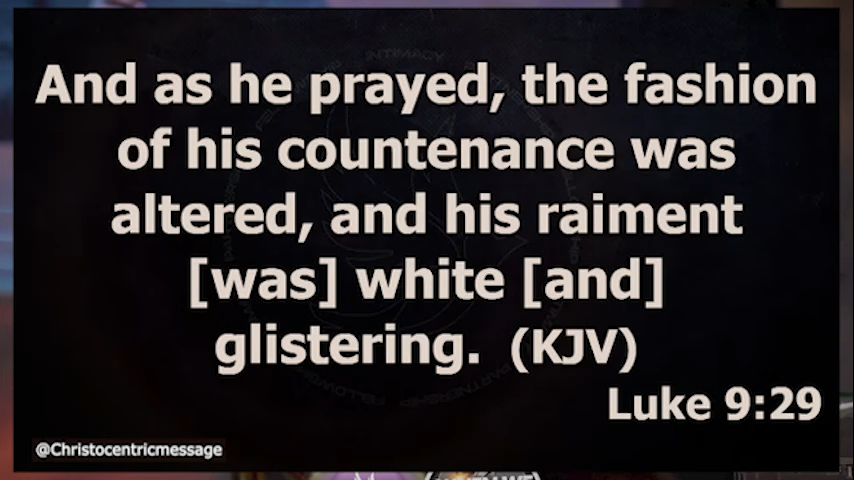 And as he prayed, the fashion
of his countenance was
altered, and his raiment
[was] white [and]
glistering. (KJV)
Luke 9:29
@Christocentricmessage